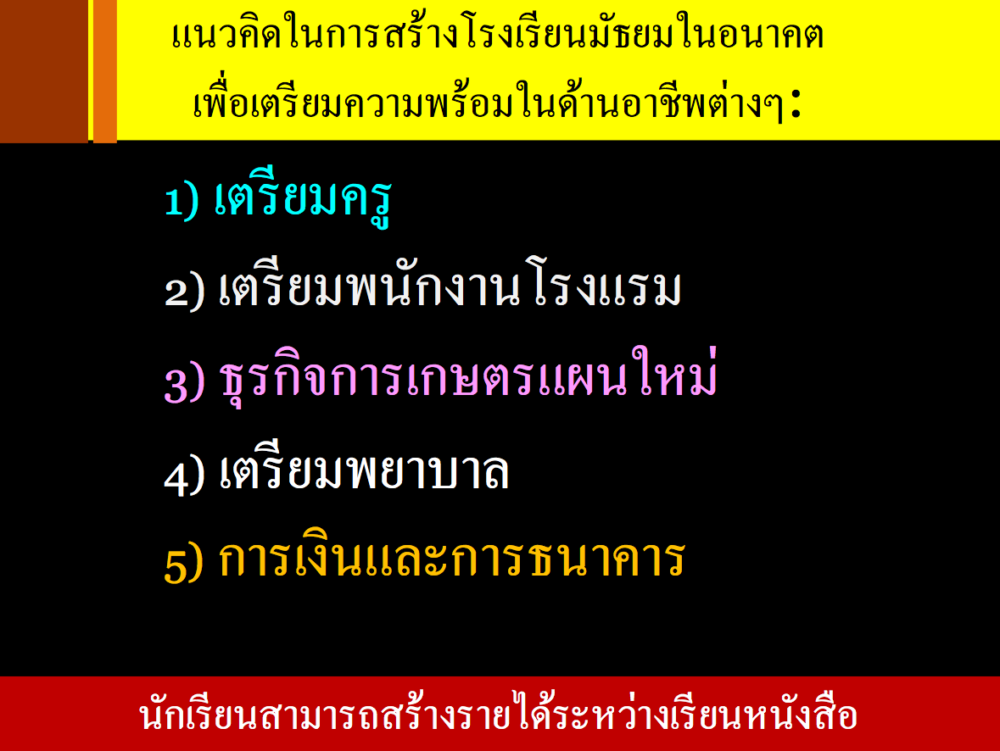 แนวคิดในการสร้างโรงเรียนมัธยมในอนาคต
เพื่อเตรียมความพร้อมในด้านอาชีพต่างๆ:
1) เตรียมครู
2) เตรียมพนักงานโรงแรม
3) ธุรกิจการเกษตรแผนใหม่
4) เตรียมพยาบาล
5) การเงินและการธนาคาร
นักเรียนสามารถสร้างรายได้ระหว่างเรียนหนังสือ